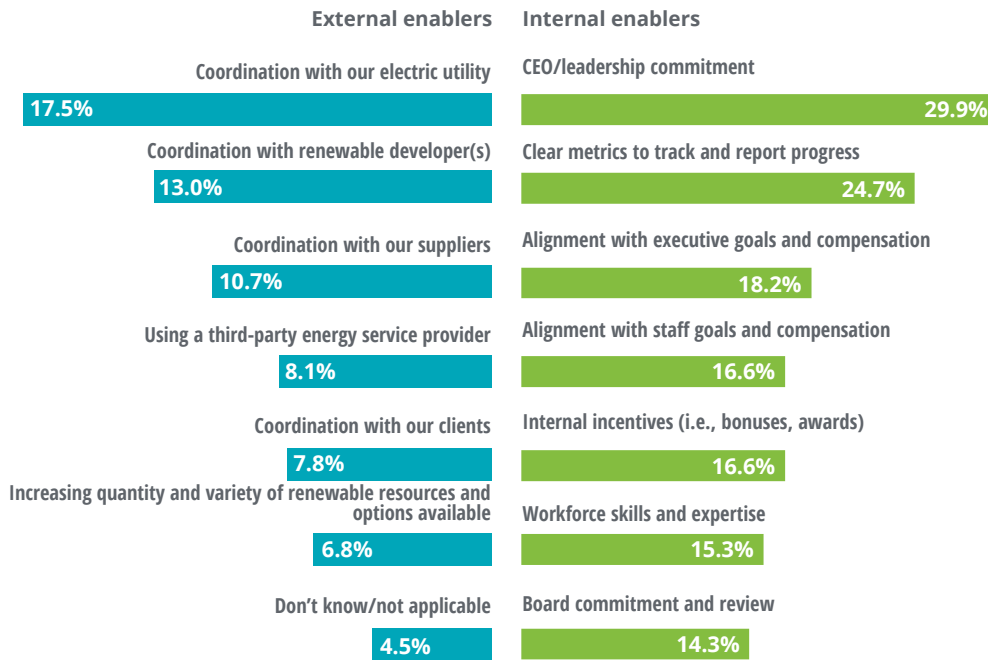 External enablers
Coordination with our electric utility
17.5%
Coordination with renewable developer(s)
13.0%
Coordination with our suppliers
10.7%
Using a third-party energy service provider
8.1%
Coordination with our clients
7.8%
Increasing quantity and variety of renewable resources and
options available
6.8%
Don’t know/not applicable
4.5%
Internal enablers
CEO/leadership commitment
29.9%
Clear metrics to track and report progress
24.7%
Alignment with executive goals and compensation
18.2%
Alignment with staff goals and compensation
16.6%
Internal incentives (i.e., bonuses, awards)
16.6%
Workforce skills and expertise
15.3%
Board commitment and review
14.3%